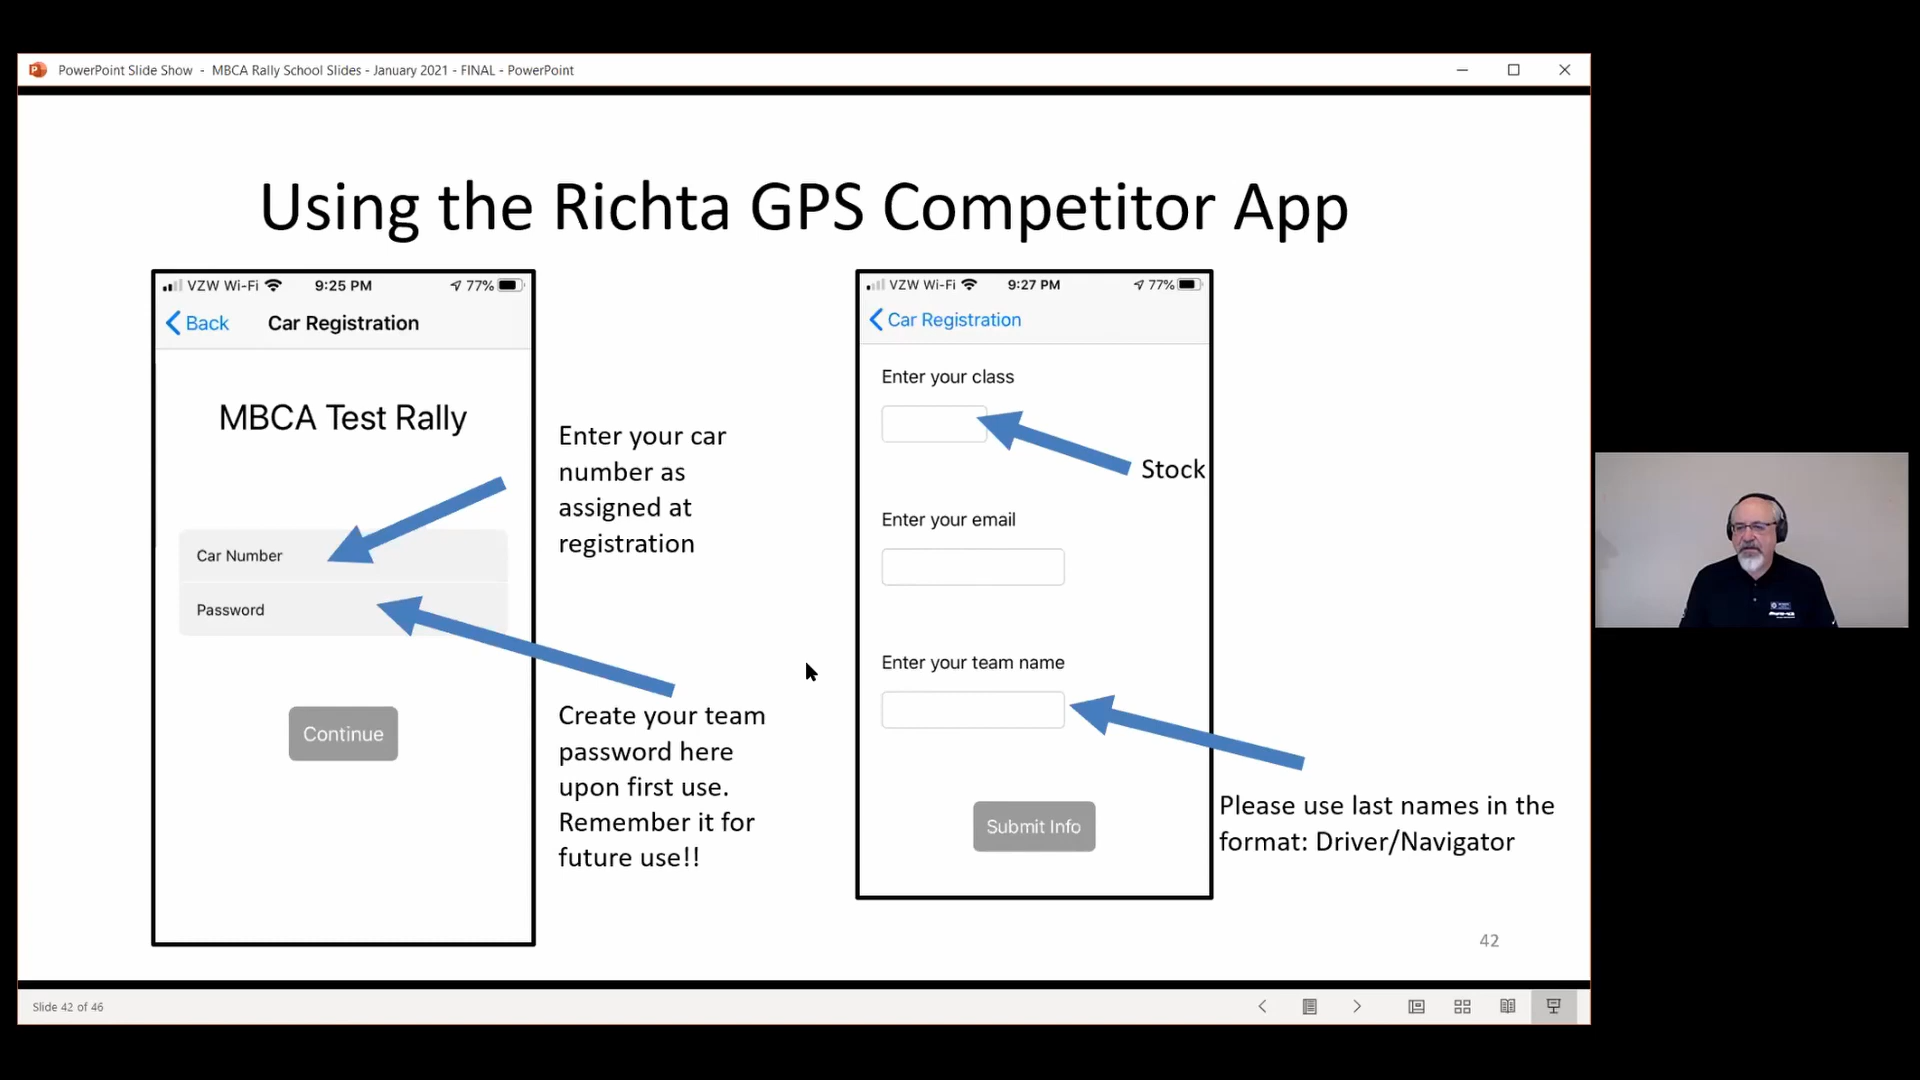 PowerPoint Slide Show - MBCA Rally School Slides - January 2021 - FINAL - PowerPoint
Using the Richta GPS Competitor App
VZW Wi-Fi 9:25 PM 77%
Back Car Registration
MBCA Test Rally
Car Number
Password
Continue
Enter your car
number as
assigned at
registration
Create your team
password here
upon first use.
Remember it for
future use!!
VZW Wi-Fi 9:27 PM 77%
Car Registration
Enter your class
Stock
Enter your email
Enter your team name
Submit Info
Please use last names in the
format: Driver/Navigator
42
Slide 42 of 46